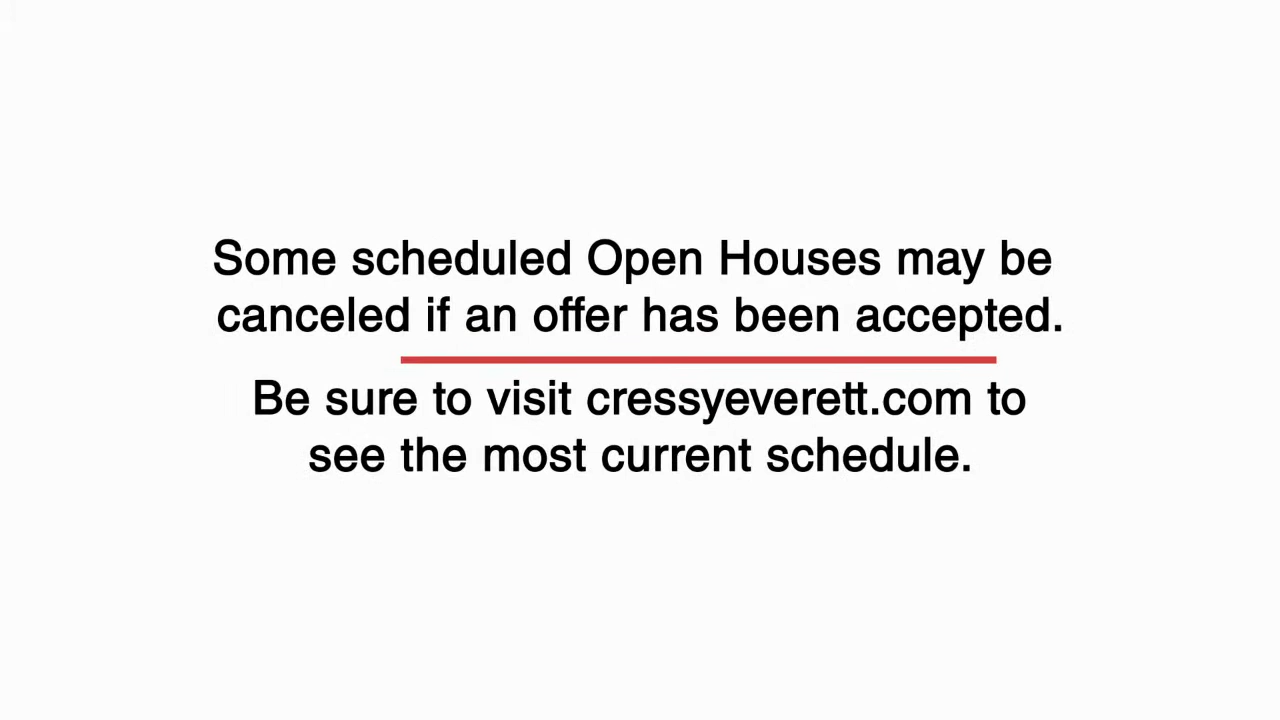 Some scheduled Open Houses may be
canceled if an offer has been accepted.
Be sure to visit cressyeverett.com to
see the most current schedule.